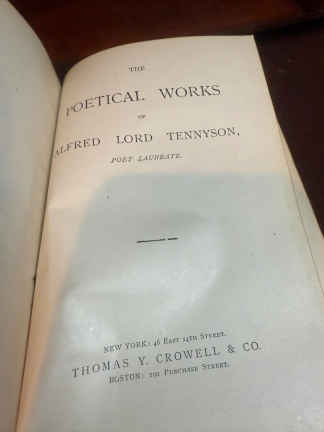 THE
POETICAL WORKS
OF
ALFRED LORD TENNYSON,
POET LAUREATE.
NEW YORK: 46 EAST 14TH STREET.
THOMAS Y. CROWELL & CO.
BOSTON: 100 PURCHASE STREET.